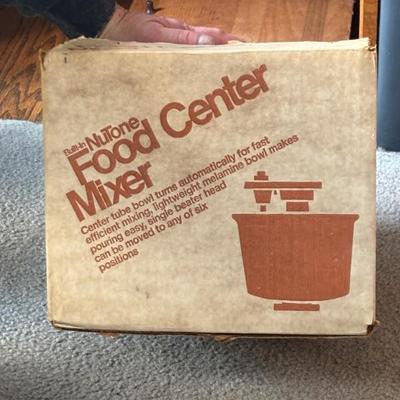 Built-In NuTone
Food Center
Mixer
Center tube bowl turns automatically for fast
efficient mixing, lightweight melamine bowl makes
pouring easy, single beater head
can be moved to any of six
positions